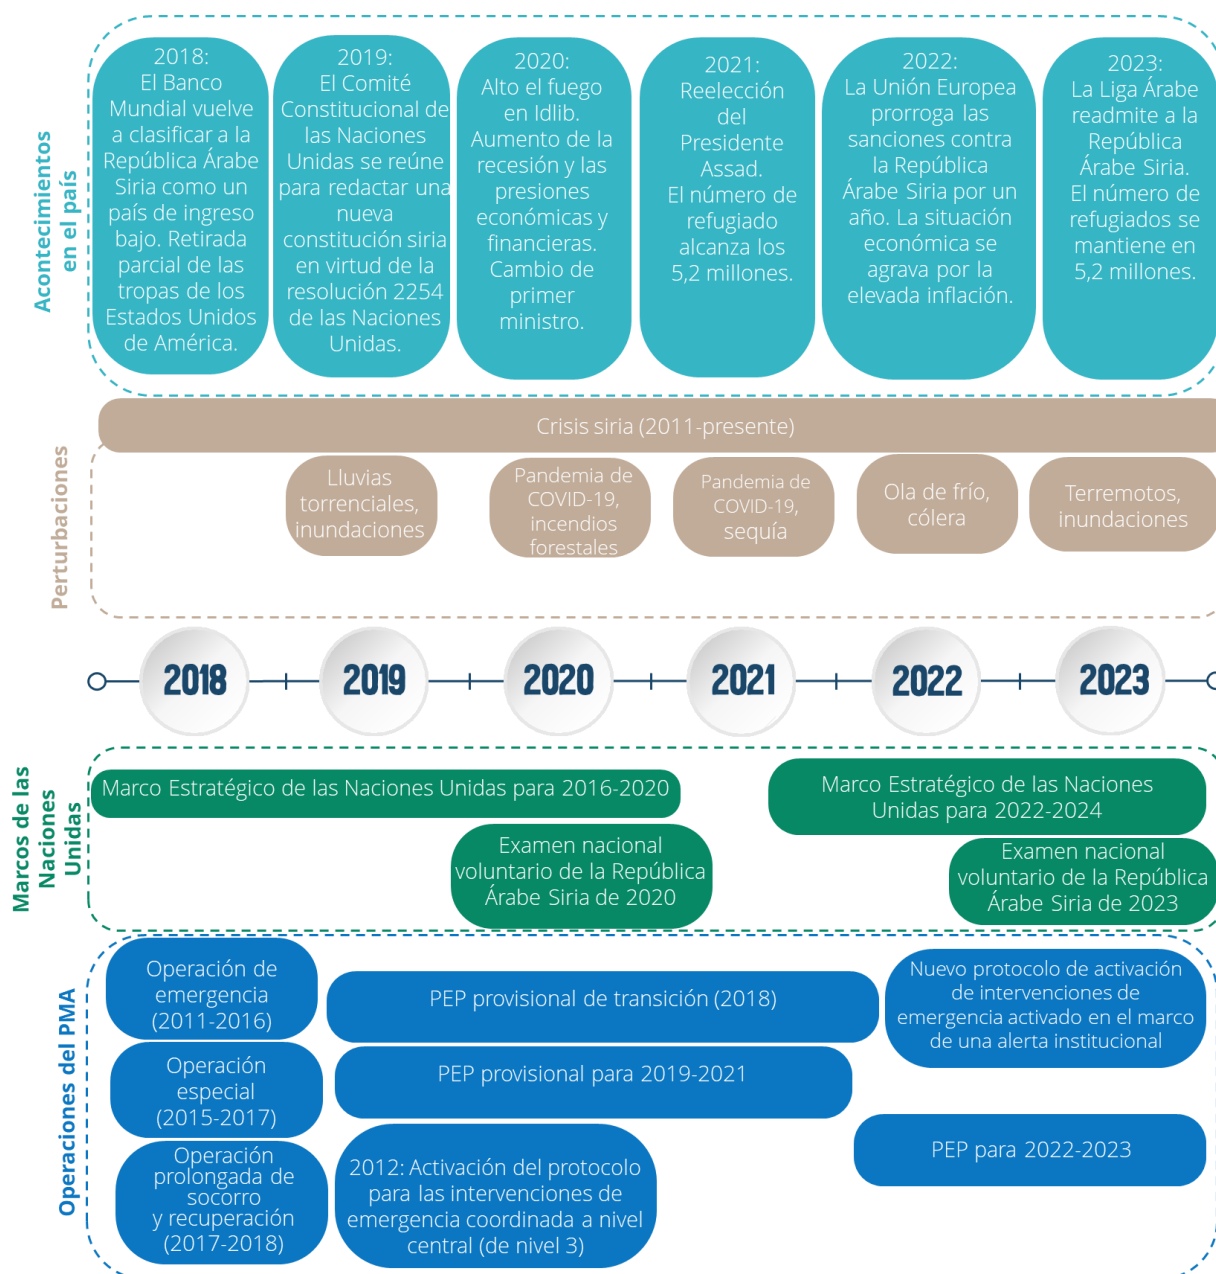 Acontecimientos
en el país
2018:
El Banco
Mundial vuelve
a clasificar a la
República Árabe
Siria como un
país de ingreso
bajo. Retirada
parcial de las
tropas de los
Estados Unidos
de América.
2019:
El Comité
Constitucional de
las Naciones
Unidas se reúne
para redactar una
nueva
constitución siria
en virtud de la
resolución 2254
de las Naciones
Unidas.
2020:
Alto el fuego
en Idlib.
Aumento de la
recesión y las
presiones
económicas y
financieras.
Cambio de
primer
ministro.
2021:
Reelección
del
Presidente
Assad.
El número de
refugiado
alcanza los
5,2 millones.
2022:
La Unión Europea
prorroga las
sanciones contra
la República
Árabe Siria por un
año. La situación
económica se
agrava por la
elevada inflación.
2023:
La Liga Árabe
readmite a la
República
Árabe Siria.
El número de
refugiados se
mantiene en
5,2 millones.
Perturbaciones
Crisis siria (2011-presente)
Lluvias
torrenciales,
inundaciones
Pandemia de
COVID-19,
incendios
forestales
Pandemia de
COVID-19,
sequía
Ola de frío,
cólera
Terremotos,
inundaciones
2018
2019
2020
2021
2022
2023
Marcos de las
Naciones
Unidas
Marco Estratégico de las Naciones Unidas para 2016-2020
Marco Estratégico de las Naciones
Unidas para 2022-2024
Examen nacional
voluntario de la República
Árabe Siria de 2020
Examen nacional
voluntario de la República
Árabe Siria de 2023
Operaciones del PMA
Operación de
emergencia
(2011-2016)
PEP provisional de transición (2018)
Nuevo protocolo de activación
de intervenciones de
emergencia activado en el marco
de una alerta institucional
Operación
especial
(2015-2017)
PEP provisional para 2019-2021
Operación
prolongada de
socorro
y recuperación
(2017-2018)
2012: Activación del protocolo
para las intervenciones de
emergencia coordinada a nivel
central (de nivel 3)
PEP para 2022-2023